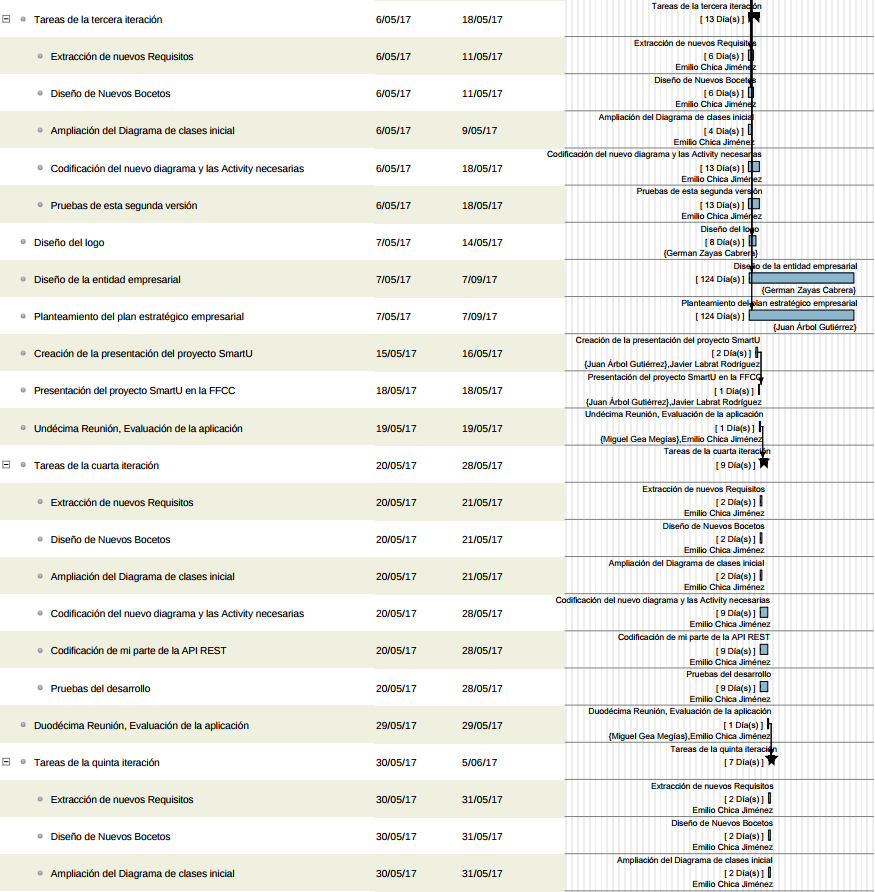 Tareas de la tercera iteración 6/05/17 18/05/17
Tareas de la tercera iteración
[ 13 Día(s) ]
Extracción de nuevos Requisitos 6/05/17 11/05/17
Extracción de nuevos Requisitos
[ 6 Día(s) ]
Emilio Chica Jiménez
Diseño de Nuevos Bocetos 6/05/17 11/05/17
Diseño de Nuevos Bocetos
[ 6 Día(s) ]
Emilio Chica Jiménez
Ampliación del Diagrama de clases inicial 6/05/17 9/05/17
Ampliación del Diagrama de clases inicial
[ 4 Día(s) ]
Emilio Chica Jiménez
Codificación del nuevo diagrama y las Activity necesarias 6/05/17 18/05/17
Codificación del nuevo diagrama y las Activity necesarias
[ 13 Día(s) ]
Emilio Chica Jiménez
Pruebas de esta segunda versión 6/05/17 18/05/17
Pruebas de esta segunda versión
[ 13 Día(s) ]
Emilio Chica Jiménez
Diseño del logo 7/05/17 14/05/17
Diseño del logo
[ 8 Día(s) ]
{German Zayas Cabrera}
Diseño de la entidad empresarial 7/05/17 7/09/17
Diseño de la entidad empresarial
[ 124 Día(s) ]
{German Zayas Cabrera}
Planteamiento del plan estratégico empresarial 7/05/17 7/09/17
Planteamiento del plan estratégico empresarial
[ 124 Día(s) ]
{Juan Árbol Gutiérrez}
Creación de la presentación del proyecto SmartU 15/05/17 16/05/17
Creación de la presentación del proyecto SmartU
[ 2 Día(s) ]
{Juan Árbol Gutiérrez},Javier Labrat Rodríguez
Presentación del proyecto SmartU en la FFCC 18/05/17 18/05/17
Presentación del proyecto SmartU en la FFCC
[ 1 Día(s) ]
{Juan Árbol Gutiérrez},Javier Labrat Rodríguez
Undécima Reunión, Evaluación de la aplicación 19/05/17 19/05/17
Undécima Reunión, Evaluación de la aplicación
[ 1 Día(s) ]
{Miguel Gea Megías},Emilio Chica Jiménez
Tareas de la cuarta iteración 20/05/17 28/05/17
Tareas de la cuarta iteración
[ 9 Día(s) ]
Extracción de nuevos Requisitos 20/05/17 21/05/17
Extracción de nuevos Requisitos
[ 2 Día(s) ]
Emilio Chica Jiménez
Diseño de Nuevos Bocetos 20/05/17 21/05/17
Diseño de Nuevos Bocetos
[ 2 Día(s) ]
Emilio Chica Jiménez
Ampliación del Diagrama de clases inicial 20/05/17 21/05/17
Ampliación del Diagrama de clases inicial
[ 2 Día(s) ]
Emilio Chica Jiménez
Codificación del nuevo diagrama y las Activity necesarias 20/05/17 28/05/17
Codificación del nuevo diagrama y las Activity necesarias
[ 9 Día(s) ]
Emilio Chica Jiménez
Codificación de mi parte de la API REST 20/05/17 28/05/17
Codificación de mi parte de la API REST
[ 9 Día(s) ]
Emilio Chica Jiménez
Pruebas del desarrollo 20/05/17 28/05/17
Pruebas del desarrollo
[ 9 Día(s) ]
Emilio Chica Jiménez
Duodécima Reunión, Evaluación de la aplicación 29/05/17 29/05/17
Duodécima Reunión, Evaluación de la aplicación
[ 1 Día(s) ]
{Miguel Gea Megías},Emilio Chica Jiménez
Tareas de la quinta iteración 30/05/17 5/06/17
Tareas de la quinta iteración
[ 7 Día(s) ]
Extracción de nuevos Requisitos 30/05/17 31/05/17
Extracción de nuevos Requisitos
[ 2 Día(s) ]
Emilio Chica Jiménez
Diseño de Nuevos Bocetos 30/05/17 31/05/17
Diseño de Nuevos Bocetos
[ 2 Día(s) ]
Emilio Chica Jiménez
Ampliación del Diagrama de clases inicial 30/05/17 31/05/17
Ampliación del Diagrama de clases inicial
[ 2 Día(s) ]
Emilio Chica Jiménez